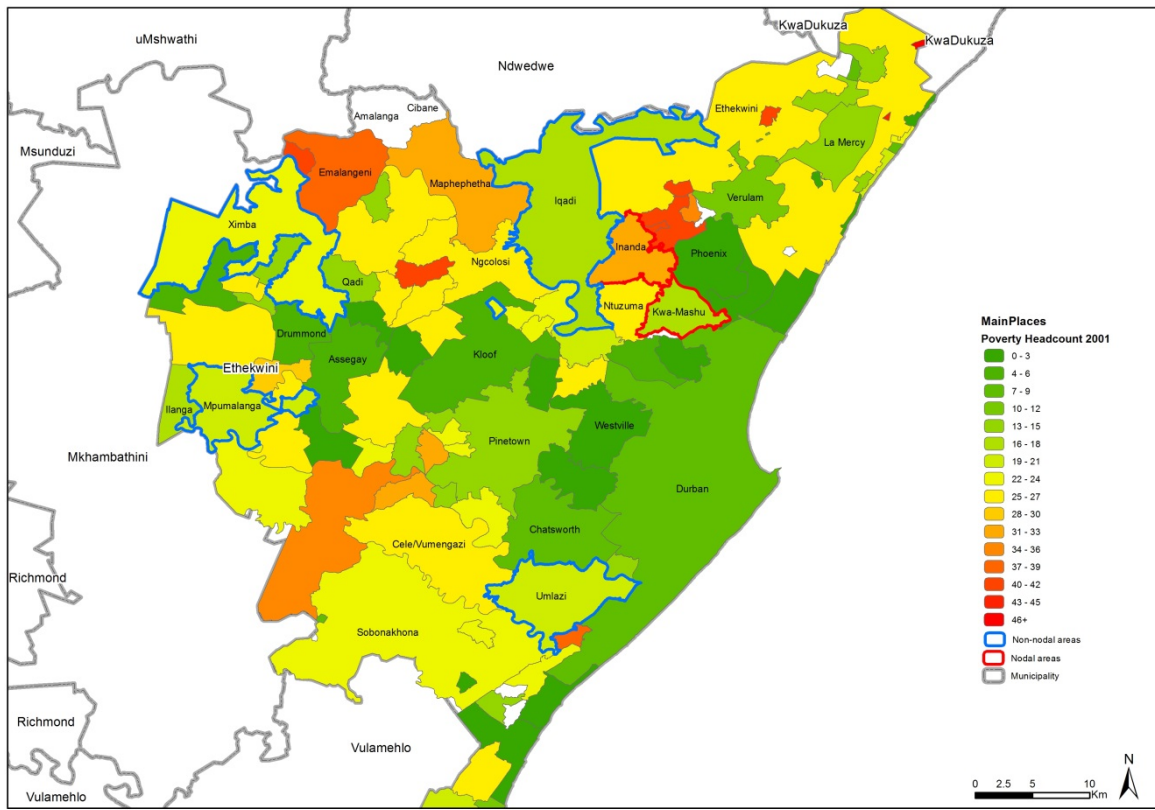 KwaDukuza
uMshwathi
KwaDukuza
Ndwedwe
Cibane
Ethekwini
Amalanga
Msunduzi
La Mercy
Emalangeni
Maphephetha
Verulam
Iqadi
Ximba
Inanda
Phoenix
Ngcolosi
Qadi
Ntuzuma
Kwa-Mashu
Drummond
Kloof
Assegay
Ethekwini
Mpumalanga
Ilanga
Westville
Pinetown
Mkhambathini
Durban
Chatsworth
Cele/Vumengazi
Richmond
Umlazi
Sobonakhona
Richmond
Vulamehlo
Vulamehlo
MainPlaces
Poverty Headcount 2001
0 - 3
4 - 6
7 - 9
10 - 12
13 - 15
16 - 18
19 - 21
22 - 24
25 - 27
28 - 30
31 - 33
34 - 36
37 - 39
40 - 42
43 - 45
46+
Non-nodal areas
Nodal areas
Municipality
N
0 2.5 5 10
Km